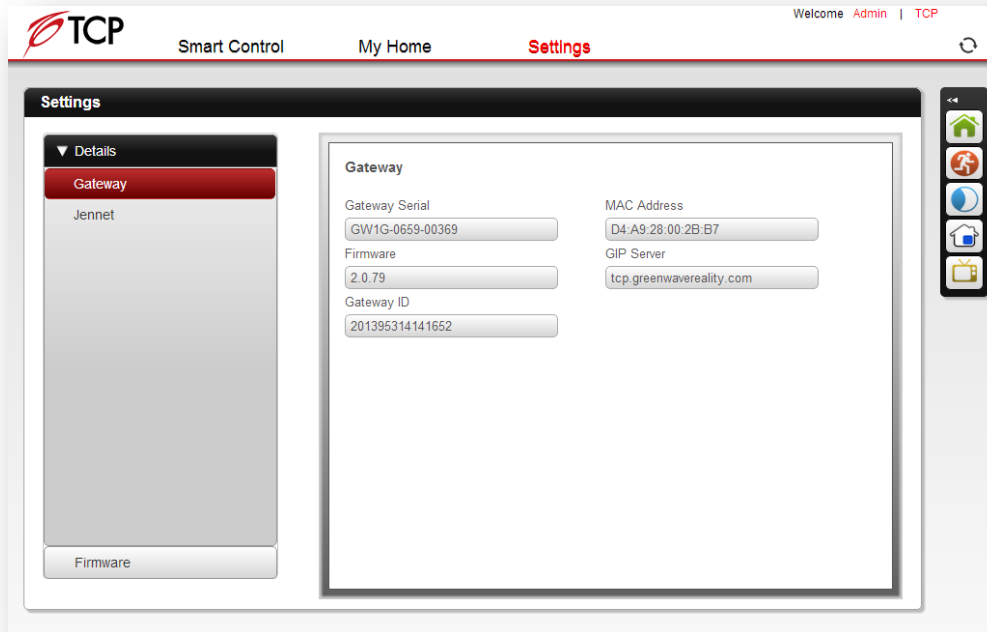 Welcome Admin | TCP
TCP
Smart Control My Home Settings
Settings
Details
Gateway
Jennet
Firmware
Gateway
Gateway Serial MAC Address
GW1G-0659-00369 D4:A9:28:00:2B:B7
Firmware GIP Server
2.0.79 tcp.greenwavereality.com
Gateway ID
201395314141652